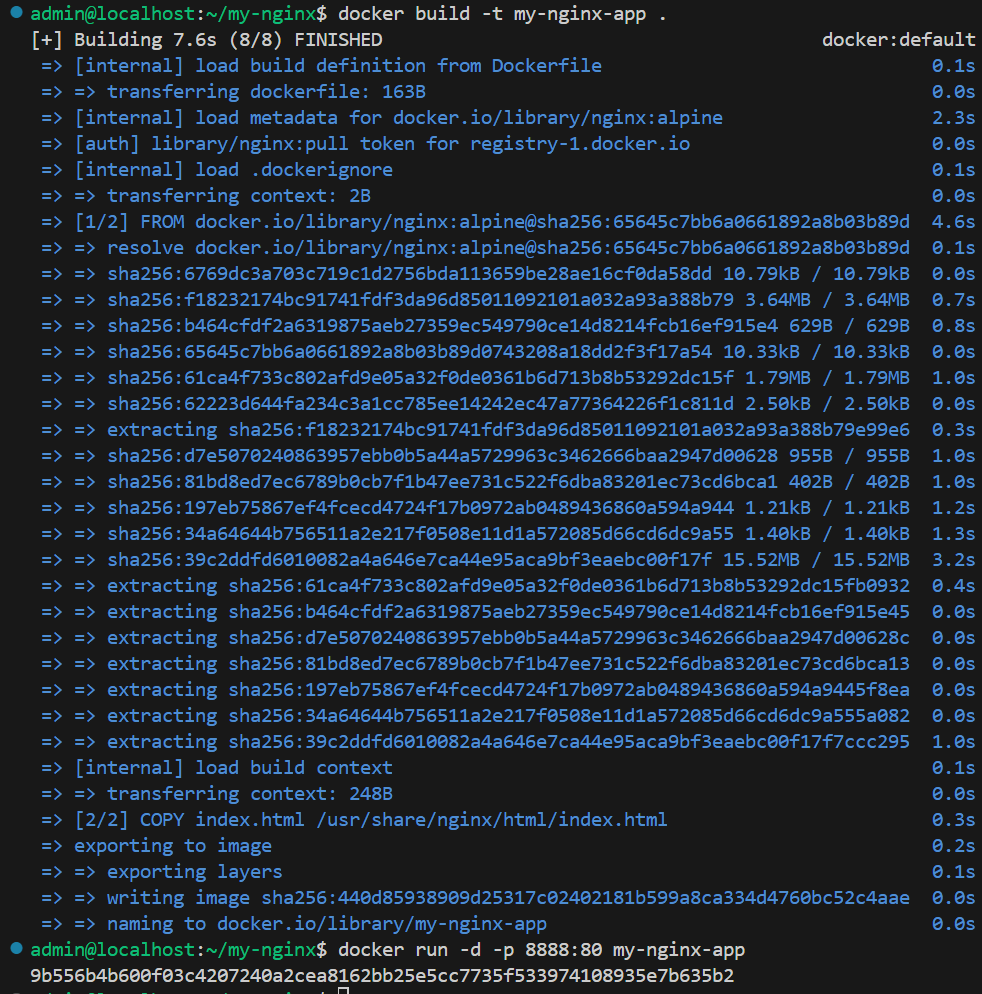 admin@localhost:~/my-nginx$ docker build -t my-nginx-app .
[+] Building 7.6s (8/8) FINISHED docker:default
=> [internal] load build definition from Dockerfile 0.1s
=> => transferring dockerfile: 163B 0.0s
=> [internal] load metadata for docker.io/library/nginx:alpine 2.3s
=> [auth] library/nginx:pull token for registry-1.docker.io 0.0s
=> [internal] load .dockerignore 0.1s
=> => transferring context: 2B 0.0s
=> [1/2] FROM docker.io/library/nginx:alpine@sha256:65645c7bb6a0661892a8b03b89d 4.6s
=> => resolve docker.io/library/nginx:alpine@sha256:65645c7bb6a0661892a8b03b89d 0.1s
=> => sha256:6769dc3a703c719c1d2756bda113659be28ae16cf0da58dd 10.79kB / 10.79kB 0.0s
=> => sha256:f18232174bc91741fdf3da96d85011092101a032a93a388b79 3.64MB / 3.64MB 0.7s
=> => sha256:b464cfdf2a6319875aeb27359ec549790ce14d8214fcb16ef915e4 629B / 629B 0.8s
=> => sha256:65645c7bb6a0661892a8b03b89d0743208a18dd2f3f17a54 10.33kB / 10.33kB 0.0s
=> => sha256:61ca4f733c802afd9e05a32f0de0361b6d713b8b53292dc15f 1.79MB / 1.79MB 1.0s
=> => sha256:62223d644fa234c3a1cc785ee14242ec47a77364226f1c811d 2.50kB / 2.50kB 0.0s
=> => extracting sha256:f18232174bc91741fdf3da96d85011092101a032a93a388b79e99e6 0.3s
=> => sha256:d7e5070240863957ebb0b5a44a5729963c3462666baa2947d00628 955B / 955B 1.0s
=> => sha256:81bd8ed7ec6789b0cb7f1b47ee731c522f6dba83201ec73cd6bca1 402B / 402B 1.0s
=> => sha256:197eb75867ef4fcecd4724f17b0972ab0489436860a594a944 1.21kB / 1.21kB 1.2s
=> => sha256:34a64644b756511a2e217f0508e11d1a572085d66cd6dc9a55 1.40kB / 1.40kB 1.3s
=> => sha256:39c2ddfd6010082a4a646e7ca44e95aca9bf3eaebc00f17f 15.52MB / 15.52MB 3.2s
=> => extracting sha256:61ca4f733c802afd9e05a32f0de0361b6d713b8b53292dc15fb0932 0.4s
=> => extracting sha256:b464cfdf2a6319875aeb27359ec549790ce14d8214fcb16ef915e45 0.0s
=> => extracting sha256:d7e5070240863957ebb0b5a44a5729963c3462666baa2947d00628c 0.0s
=> => extracting sha256:81bd8ed7ec6789b0cb7f1b47ee731c522f6dba83201ec73cd6bca13 0.0s
=> => extracting sha256:197eb75867ef4fcecd4724f17b0972ab0489436860a594a9445f8ea 0.0s
=> => extracting sha256:34a64644b756511a2e217f0508e11d1a572085d66cd6dc9a555a082 0.0s
=> => extracting sha256:39c2ddfd6010082a4a646e7ca44e95aca9bf3eaebc00f17f7ccc295 1.0s
=> [internal] load build context 0.1s
=> => transferring context: 248B 0.0s
=> [2/2] COPY index.html /usr/share/nginx/html/index.html 0.3s
=> exporting to image 0.2s
=> => exporting layers 0.1s
=> => writing image sha256:440d85938909d25317c02402181b599a8ca334d4760bc52c4aae 0.0s
=> => naming to docker.io/library/my-nginx-app 0.0s
admin@localhost:~/my-nginx$ docker run -d -p 8888:80 my-nginx-app
9b556b4b600f03c4207240a2cea8162bb25e5cc7735f533974108935e7b635b2